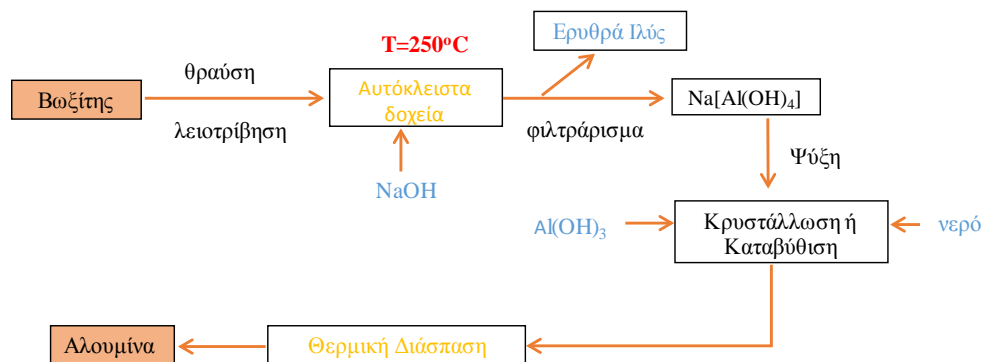 Ερυθρά Ιλύς
T=250°C
θραύση
Βωξίτης
Αυτόκλειστα
δοχεία
Na[Al(OH)₄]
λειοτρίβηση
φιλτράρισμα
Ψύξη
NaOH
Al(OH)₃
Κρυστάλλωση ή
Καταβύθιση
νερό
Αλουμίνα
Θερμική Διάσπαση